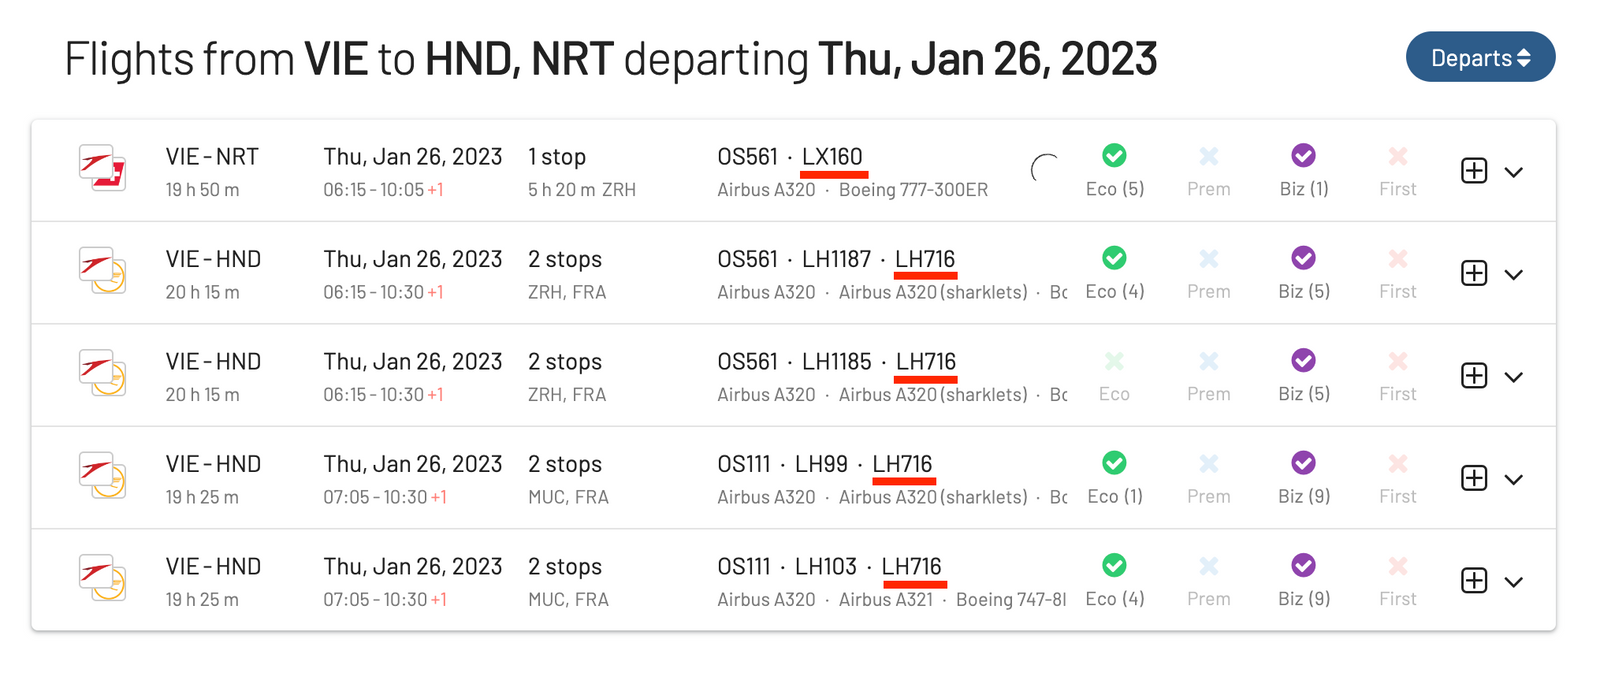 Flights from VIE to HND, NRT departing Thu, Jan 26, 2023
Departs
VIE - NRT Thu, Jan 26, 2023 1 stop OS561 · LX160
19 h 50 m 06:15 - 10:05 +1 5 h 20 m ZRH Airbus A320 · Boeing 777-300ER Eco (5) Prem Biz (1) First
VIE - HND Thu, Jan 26, 2023 2 stops OS561 · LH1187 · LH716
20 h 15 m 06:15 - 10:30 +1 ZRH, FRA Airbus A320 · Airbus A320 (sharklets) · Bo Eco (4) Prem Biz (5) First
VIE - HND Thu, Jan 26, 2023 2 stops OS561 · LH1185 · LH716
20 h 15 m 06:15 - 10:30 +1 ZRH, FRA Airbus A320 · Airbus A320 (sharklets) · Bo Eco Prem Biz (5) First
VIE - HND Thu, Jan 26, 2023 2 stops OS111 · LH99 · LH716
19 h 25 m 07:05 - 10:30 +1 MUC, FRA Airbus A320 · Airbus A320 (sharklets) · Bo Eco (1) Prem Biz (9) First
VIE - HND Thu, Jan 26, 2023 2 stops OS111 · LH103 · LH716
19 h 25 m 07:05 - 10:30 +1 MUC, FRA Airbus A320 · Airbus A321 · Boeing 747-8I Eco (4) Prem Biz (9) First